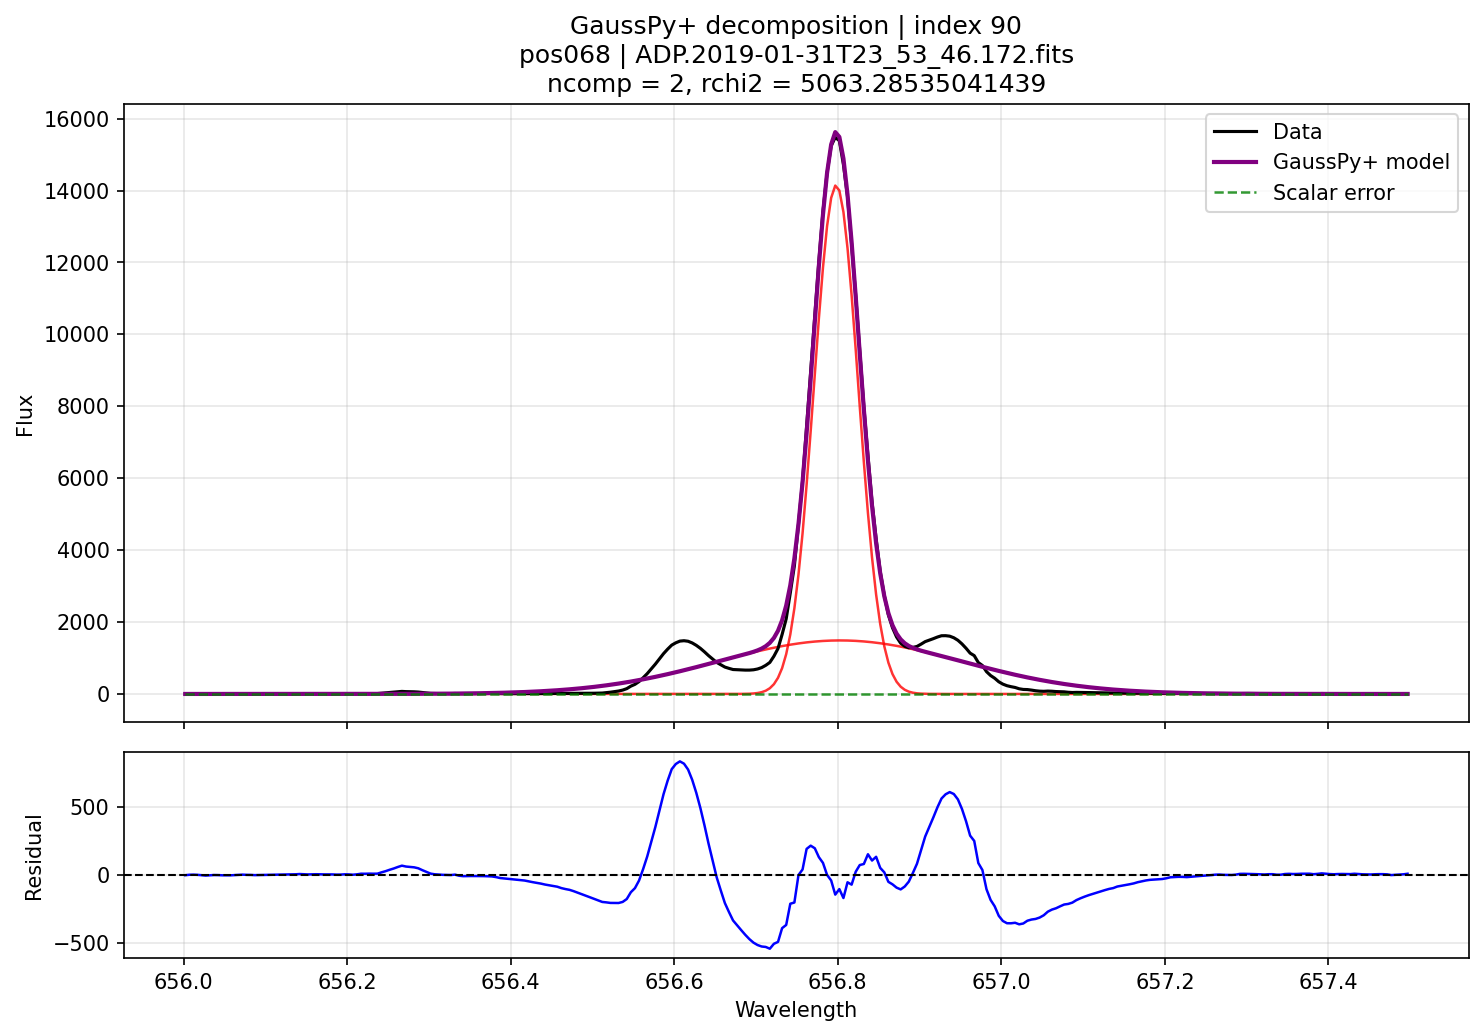 GaussPy+ decomposition | index 90
pos068 | ADP.2019-01-31T23_53_46.172.fits
ncomp = 2, rchi2 = 5063.28535041439
16000
14000
12000
10000
8000
6000
4000
2000
0
Flux
Data
GaussPy+ model
Scalar error
500
0
−500
Residual
656.0 656.2 656.4 656.6 656.8 657.0 657.2 657.4
Wavelength